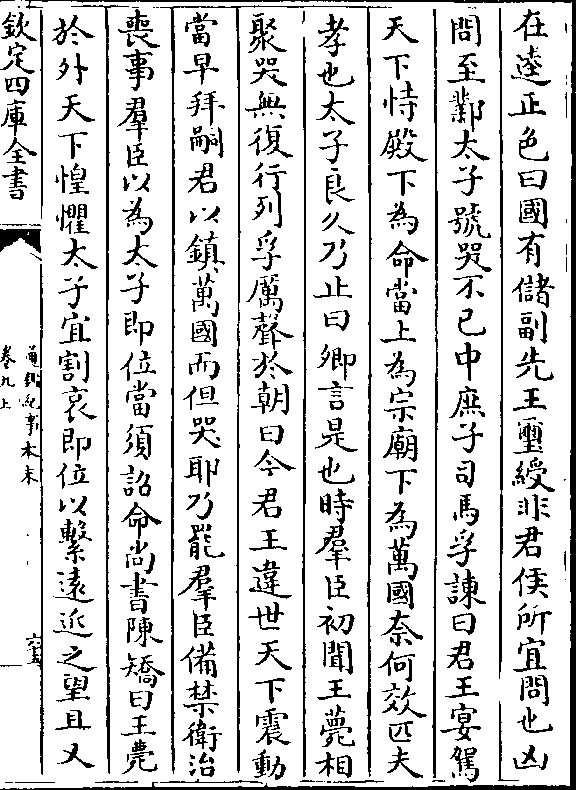 在逵正色曰國有儲副先王璽綬非君侯所宜問也凶
問至鄴太子號哭不已中庶子司馬孚諫曰君王宴駕
天下恃殿下為命當上為宗廟下為萬國奈何效匹夫
孝也太子良久乃止曰卿言是也時羣臣初聞王薨相
聚哭無復行列孚厲聲於朝曰今君王違世天下震動
當早拜嗣君以鎮萬國而但哭耶乃罷羣臣備禁衛治
喪事羣臣以為太子即位當須詔命尚書陳矯曰王薨
於外天下惶懼太子宜割哀即位以繫遠近之望且又
欽定四庫全書
通鑑紀事本末
卷九上
六五